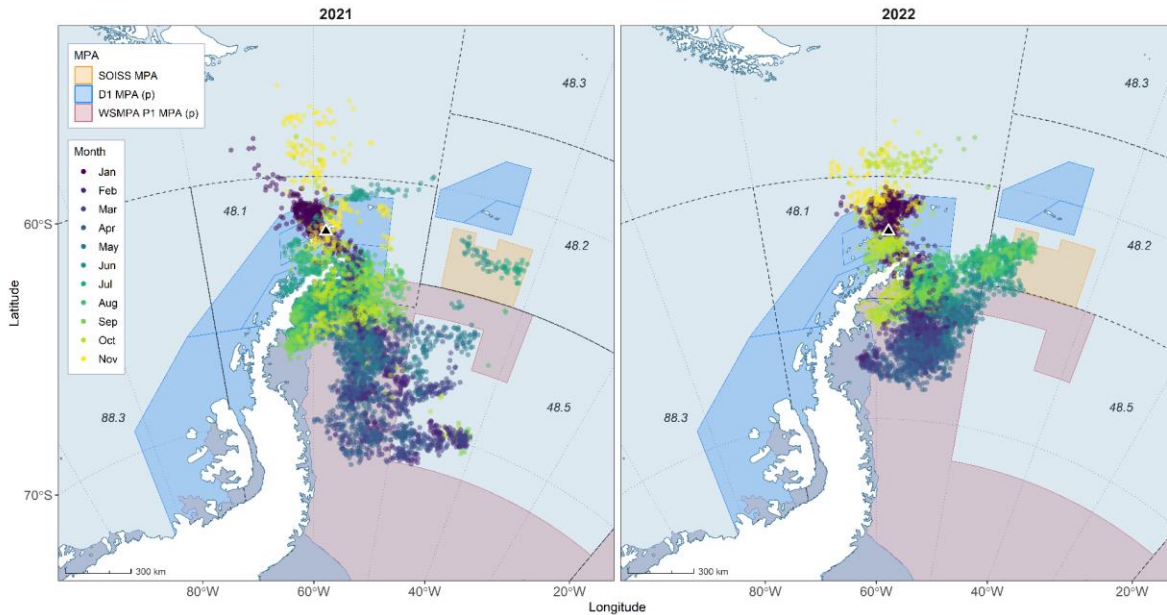 2021
2022
MPA
SOISS MPA
D1 MPA (p)
WSMPA P1 MPA (p)
Month
Jan
Feb
Mar
Apr
May
Jun
Jul
Aug
Sep
Oct
Nov
48.3
48.1
48.2
88.3
48.5
300 km
48.3
48.1
48.2
88.3
48.5
300 km
60°S
70°S
Latitude
80°W
60°W
40°W
20°W
80°W
60°W
40°W
20°W
Longitude